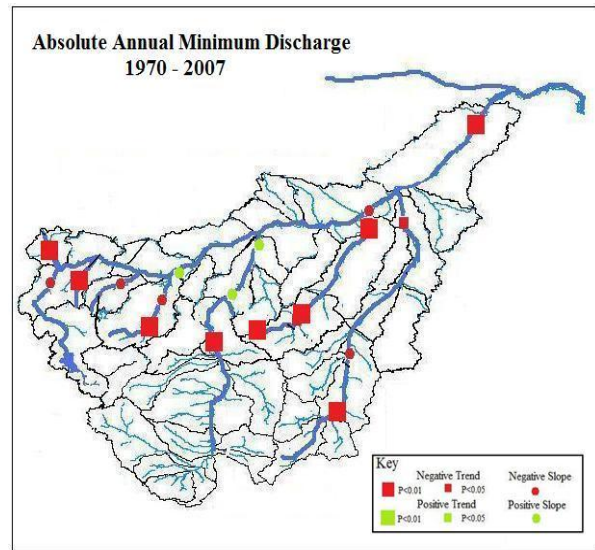 Absolute Annual Minimum Discharge
1970 - 2007
Key
Negative Trend Negative Slope
P<0.01 P<0.05
Positive Trend Positive Slope
P<0.01 P<0.05